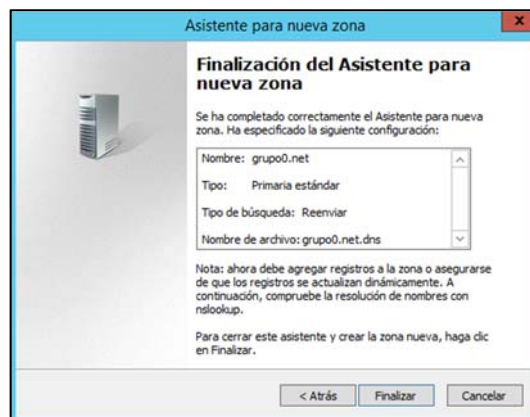 Asistente para nueva zona
x
Finalización del Asistente para
nueva zona
Se ha completado correctamente el Asistente para nueva
zona. Ha especificado la siguiente configuración:
Nombre: grupo0.net
Tipo: Primaria estándar
Tipo de búsqueda: Reenviar
Nombre de archivo: grupo0.net.dns
Nota: ahora debe agregar registros a la zona o asegurarse
de que los registros se actualizan dinámicamente. A
continuación, compruebe la resolución de nombres con
nslookup.
Para cerrar este asistente y crear la zona nueva, haga clic
en Finalizar.
< Atrás Finalizar Cancelar